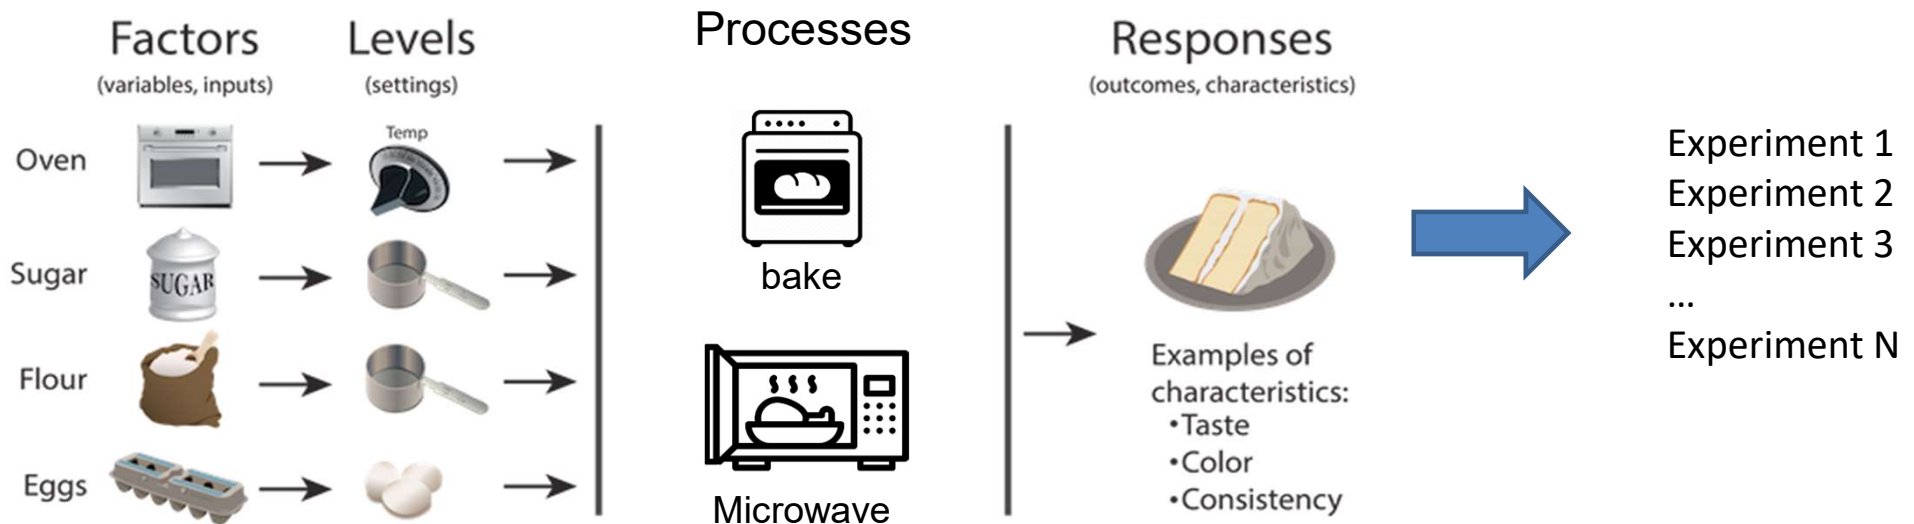 Factors
(variables, inputs)
Levels
(settings)
Processes
Responses
(outcomes, characteristics)
Oven
Temp
Sugar
SUGAR
Flour
Eggs
bake
Microwave
Examples of
characteristics:
•Taste
•Color
•Consistency
Experiment 1
Experiment 2
Experiment 3
...
Experiment N